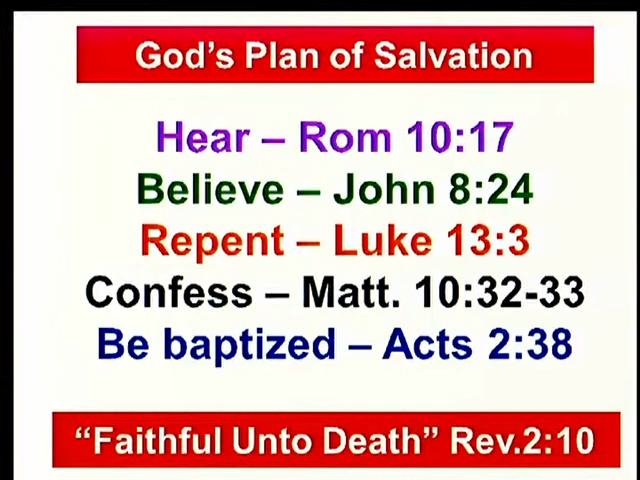 God's Plan of Salvation
Hear – Rom 10:17
Believe – John 8:24
Repent – Luke 13:3
Confess – Matt. 10:32-33
Be baptized – Acts 2:38
“Faithful Unto Death” Rev.2:10